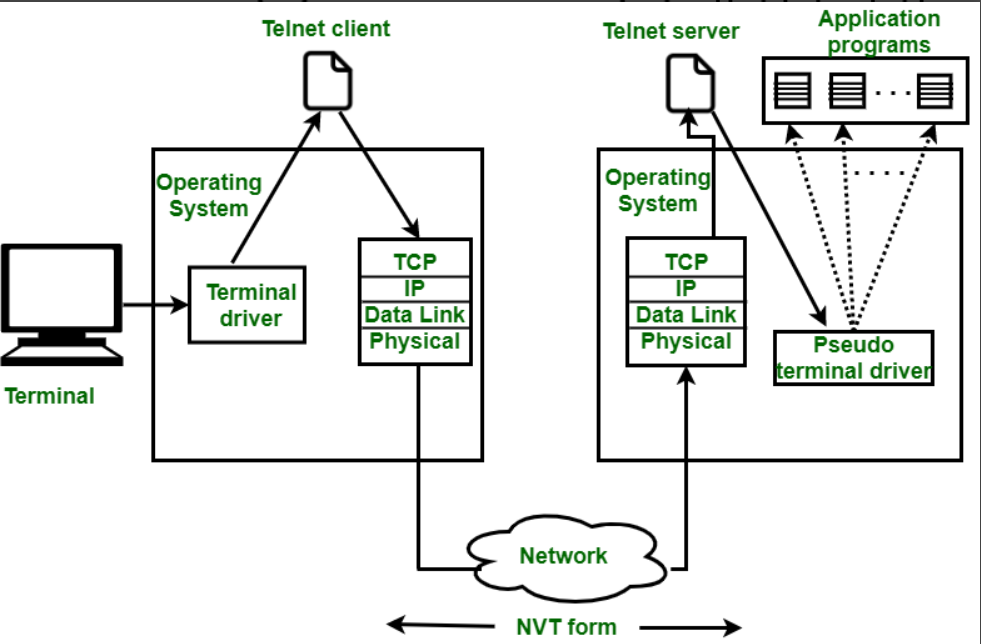 Telnet client
Telnet server
Application
programs
Operating
System
Operating
System
Terminal
driver
TCP
IP
Data Link
Physical
TCP
IP
Data Link
Physical
Pseudo
terminal driver
Terminal
Network
NVT form